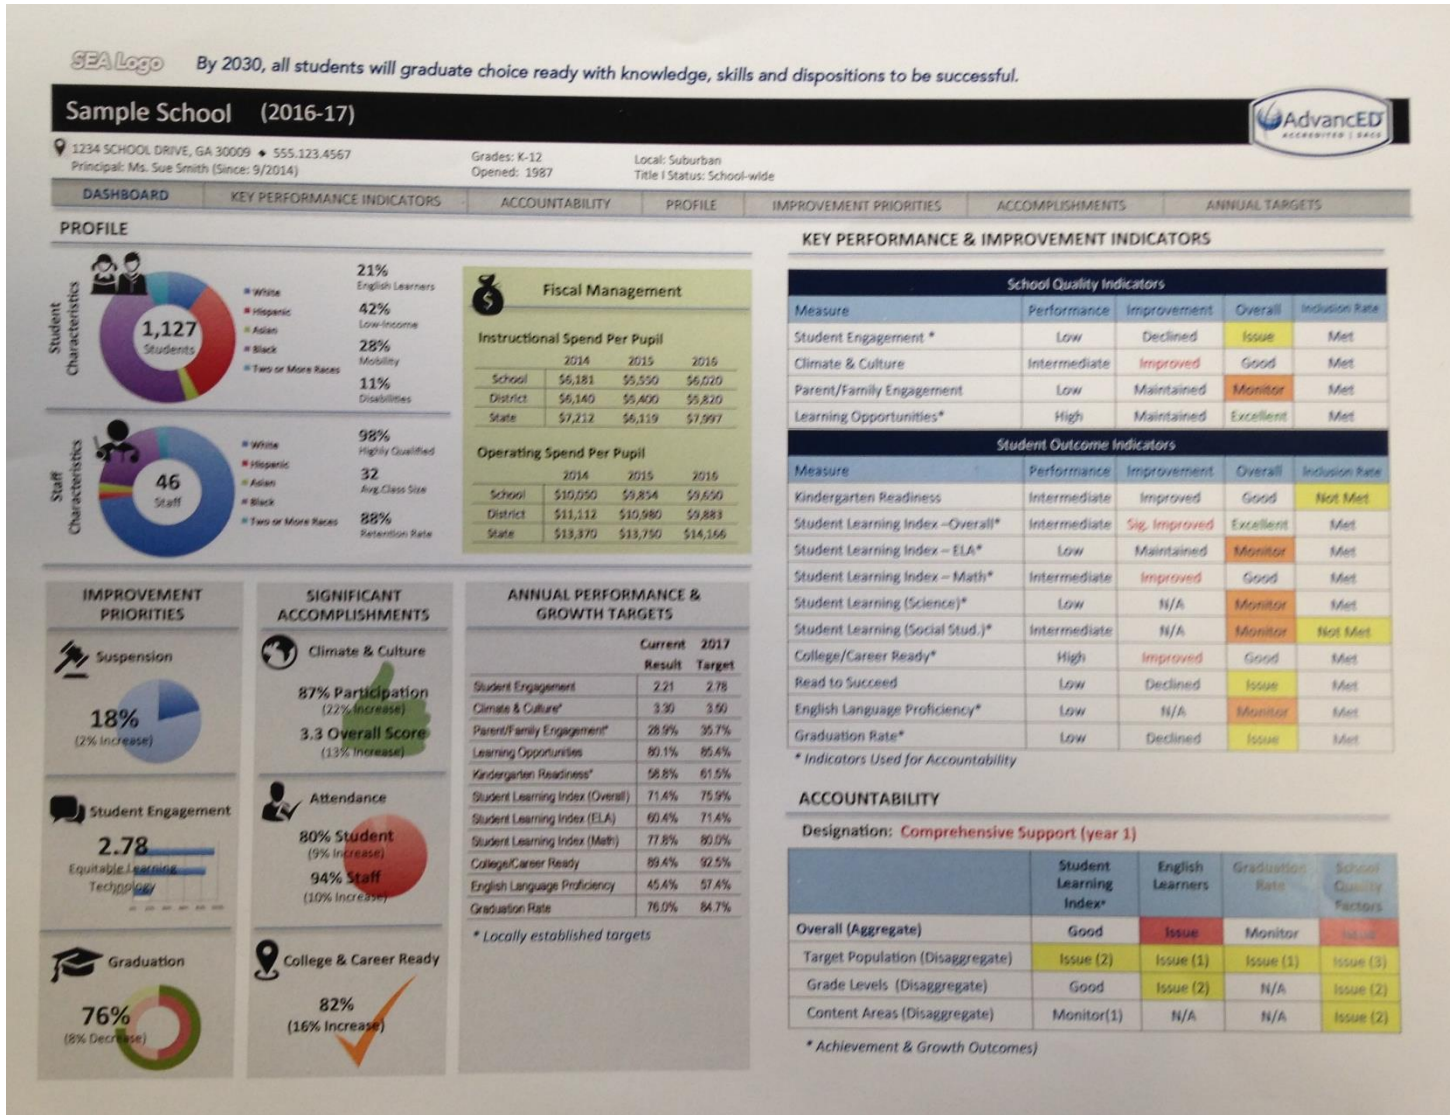 SEA Logo
By 2030, all students will graduate choice ready with knowledge, skills and dispositions to be successful.
Sample School (2016-17)
AdvancED
ACCREDITED | SACS
1234 SCHOOL DRIVE, GA 30009 ◆ 555.123.4567
Principal: Ms. Sue Smith (Since: 9/2014)
Grades: K-12
Opened: 1987
Local: Suburban
Title I Status: School-wide
DASHBOARD KEY PERFORMANCE INDICATORS ACCOUNTABILITY PROFILE IMPROVEMENT PRIORITIES ACCOMPLISHMENTS ANNUAL TARGETS
PROFILE
Student Characteristics
1,127
Students
White
Hispanic
Asian
Black
Two or More Races
21%
English Learners
42%
Low-Income
28%
Mobility
11%
Disabilities
Staff Characteristics
46
Staff
White
Hispanic
Asian
Black
Two or More Races
98%
Highly Qualified
32
Avg.Class Size
88%
Retention Rate
$ Fiscal Management
Instructional Spend Per Pupil
2014 2015 2016
School $6,181 $5,550 $6,020
District $6,140 $5,400 $5,820
State $7,212 $6,119 $7,997
Operating Spend Per Pupil
2014 2015 2016
School $10,050 $9,854 $9,650
District $11,112 $10,980 $9,883
State $13,370 $13,750 $14,166
IMPROVEMENT
PRIORITIES
Suspension
18%
(2% Increase)
Student Engagement
2.78
Equitable Learning
Technology
Graduation
76%
(8% Decrease)
SIGNIFICANT
ACCOMPLISHMENTS
Climate & Culture
87% Participation
(22% Increase)
3.3 Overall Score
(13% Increase)
Attendance
80% Student
(9% Increase)
94% Staff
(10% Increase)
College & Career Ready
82%
(16% Increase)
ANNUAL PERFORMANCE &
GROWTH TARGETS
Current 2017
Result Target
Student Engagement 2.21 2.78
Climate & Culture* 3.30 3.50
Parent/Family Engagement* 28.9% 35.7%
Learning Opportunities 80.1% 85.4%
Kindergarten Readiness* 58.8% 61.5%
Student Learning Index (Overall) 71.4% 75.9%
Student Learning Index (ELA) 60.4% 71.4%
Student Learning Index (Math) 77.8% 80.0%
College/Career Ready 89.4% 92.5%
English Language Proficiency 45.4% 57.4%
Graduation Rate 76.0% 84.7%
* Locally established targets
KEY PERFORMANCE & IMPROVEMENT INDICATORS
School Quality Indicators
Measure Performance Improvement Overall Inclusion Rate
Student Engagement * Low Declined Issue Met
Climate & Culture Intermediate Improved Good Met
Parent/Family Engagement Low Maintained Monitor Met
Learning Opportunities* High Maintained Excellent Met
Student Outcome Indicators
Measure Performance Improvement Overall Inclusion Rate
Kindergarten Readiness Intermediate Improved Good Not Met
Student Learning Index –Overall* Intermediate Sig. Improved Excellent Met
Student Learning Index – ELA* Low Maintained Monitor Met
Student Learning Index – Math* Intermediate Improved Good Met
Student Learning (Science)* Low N/A Monitor Met
Student Learning (Social Stud.)* Intermediate N/A Monitor Not Met
College/Career Ready* High Improved Good Met
Read to Succeed Low Declined Issue Met
English Language Proficiency* Low N/A Monitor Met
Graduation Rate* Low Declined Issue Met
* Indicators Used for Accountability
ACCOUNTABILITY
Designation: Comprehensive Support (year 1)
Student Learning Index* English Learners Graduation Rate School Quality Factors
Overall (Aggregate) Good Issue Monitor Issue
Target Population (Disaggregate) Issue (2) Issue (1) Issue (1) Issue (3)
Grade Levels (Disaggregate) Good Issue (2) N/A Issue (2)
Content Areas (Disaggregate) Monitor(1) N/A N/A Issue (2)
* Achievement & Growth Outcomes)